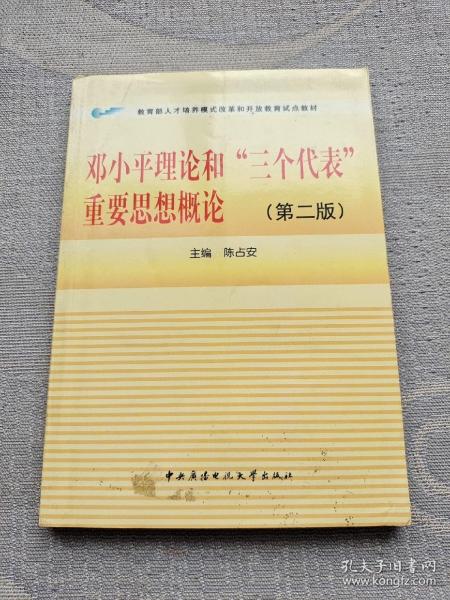 教育部人才培养模式改革和开放教育试点教材
邓小平理论和“三个代表”
重要思想概论 （第二版）
主编 陈占安
中央广播电视大学出版社
孔夫子旧书网
www.kongfz.com